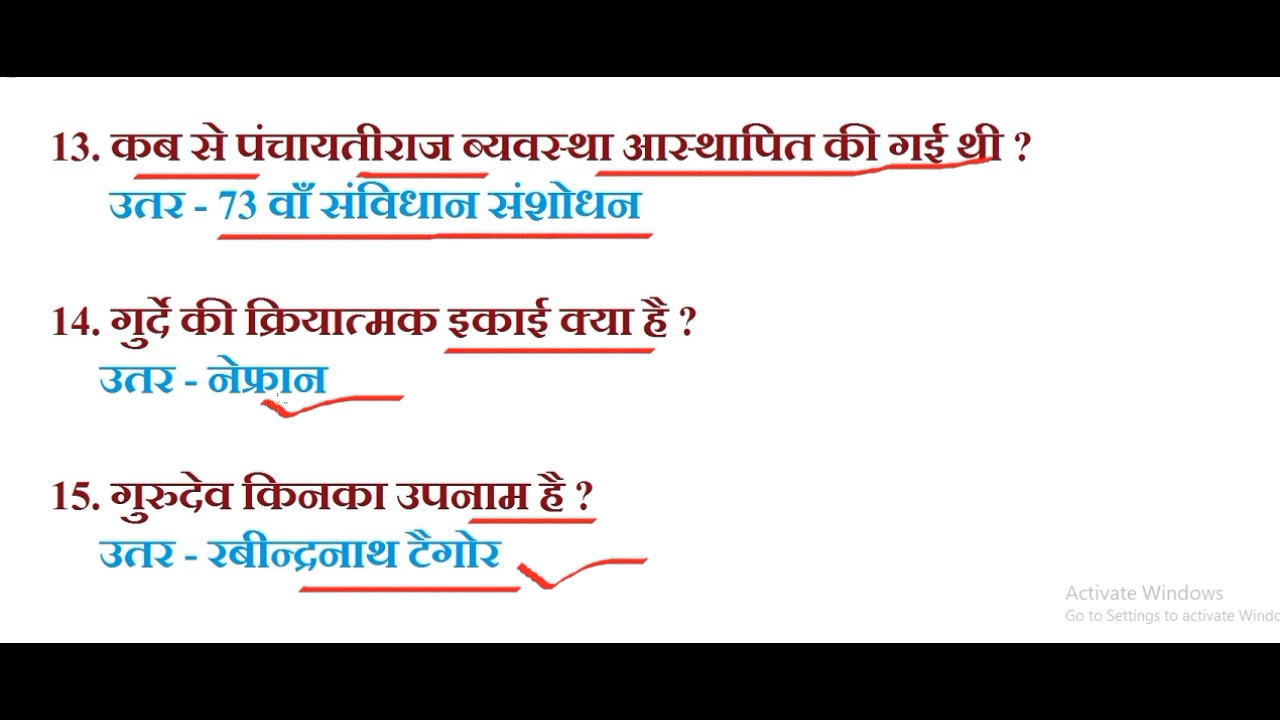 13. कब से पंचायतीराज ब्यवस्था आस्थापित की गई थी ?
उतर - 73 वाँ संविधान संशोधन
14. गुर्दे की क्रियात्मक इकाई क्या है ?
उतर - नेफ्रान
15. गुरुदेव किनका उपनाम है ?
उतर - रबीन्द्रनाथ टैगोर
Activate Windows
Go to Settings to activate Windo